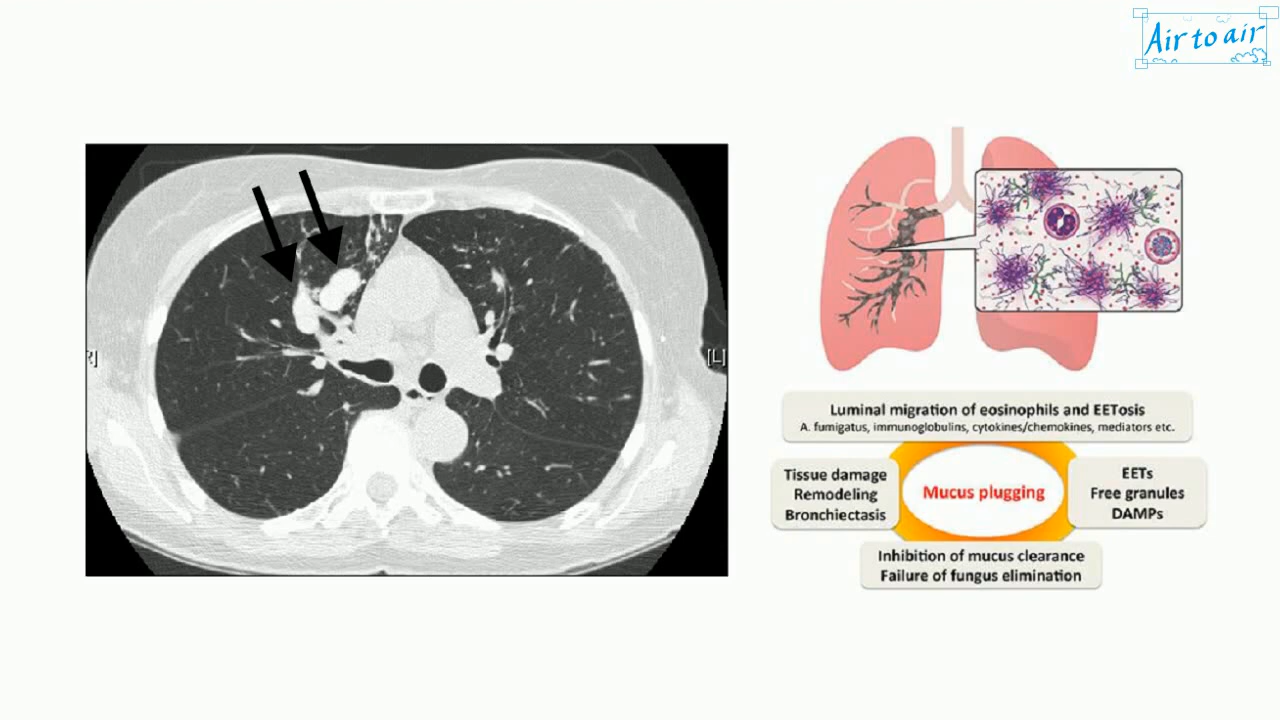 Air to air
R]
[L]
Luminal migration of eosinophils and EETosis
A. fumigatus, immunoglobulins, cytokines/chemokines, mediators etc.
Tissue damage
Remodeling
Bronchiectasis
Mucus plugging
EETs
Free granules
DAMPs
Inhibition of mucus clearance
Failure of fungus elimination